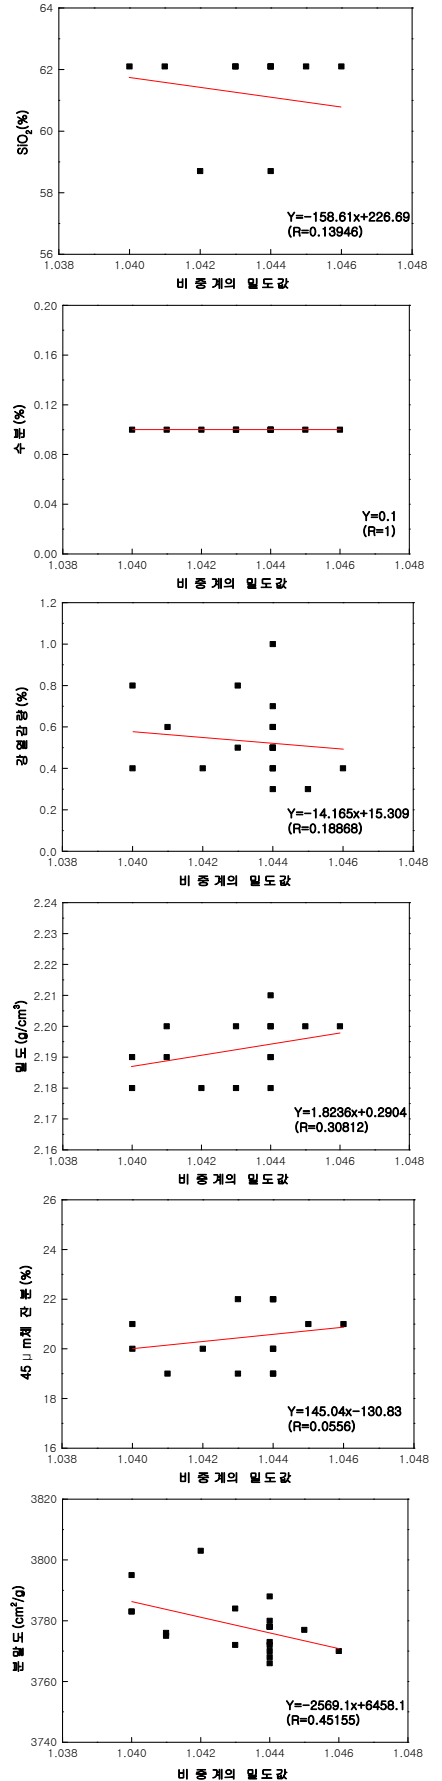 64
62
60
58
56
SiO₂(%)
Y=-158.61x+226.69
(R=0.13946)
1.038 1.040 1.042 1.044 1.046 1.048
비 중 계의 밀 도 값
0.20
0.16
0.12
0.08
0.04
0.00
수 분 (%)
Y=0.1
(R=1)
1.038 1.040 1.042 1.044 1.046 1.048
비 중 계의 밀 도 값
1.2
1.0
0.8
0.6
0.4
0.2
0.0
강 열 감 량 (%)
Y=-14.165x+15.309
(R=0.18868)
1.038 1.040 1.042 1.044 1.046 1.048
비 중 계의 밀 도 값
2.24
2.23
2.22
2.21
2.20
2.19
2.18
2.17
2.16
밀 도 (g/cm³)
Y=1.8236x+0.2904
(R=0.30812)
1.038 1.040 1.042 1.044 1.046 1.048
비 중 계의 밀 도 값
26
24
22
20
18
16
45 μ m체 잔 분 (%)
Y=145.04x-130.83
(R=0.0556)
1.038 1.040 1.042 1.044 1.046 1.048
비 중 계의 밀 도 값
3820
3800
3780
3760
3740
분 말 도 (cm²/g)
Y=-2569.1x+6458.1
(R=0.45155)
1.038 1.040 1.042 1.044 1.046 1.048
비 중 계의 밀 도 값